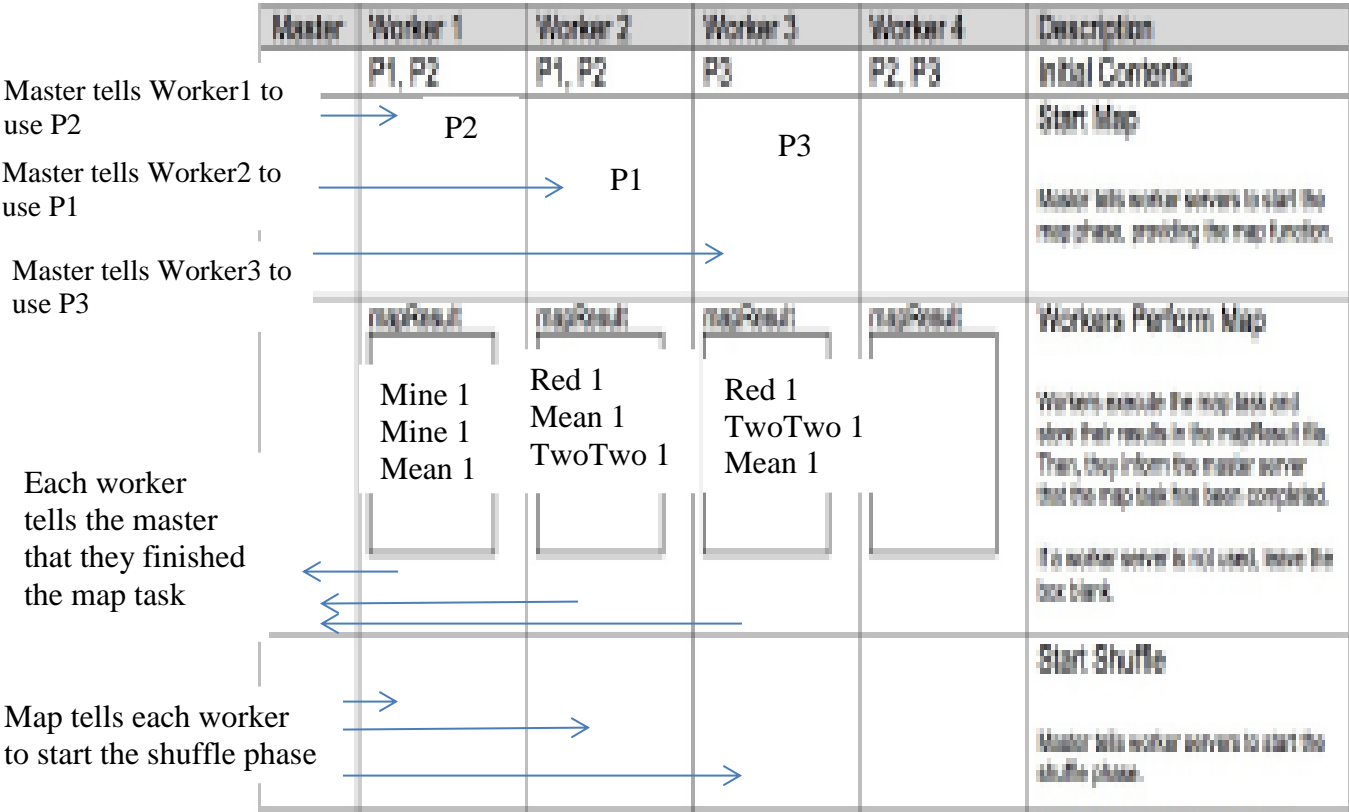 Master Worker 1 Worker 2 Worker 3 Worker 4 Description
P1, P2 P1, P2 P3 P2, P3 Initial Contents
Master tells Worker1 to
use P2
P2
P3
Start Map
Master tells Worker2 to
use P1
P1
Master tells worker servers to start the
map phase, providing the map function.
Master tells Worker3 to
use P3
mapResult mapResult mapResult mapResult Workers Perform Map
Mine 1
Mine 1
Mean 1
Red 1
Mean 1
TwoTwo 1
Red 1
TwoTwo 1
Mean 1
Workers execute the map task and
store their results in the mapResult file.
Then, they inform the master server
that the map task has been completed.
If a worker server is not used, leave the
box blank.
Each worker
tells the master
that they finished
the map task
Start Shuffle
Map tells each worker
to start the shuffle phase
Master tells worker servers to start the
shuffle phase.